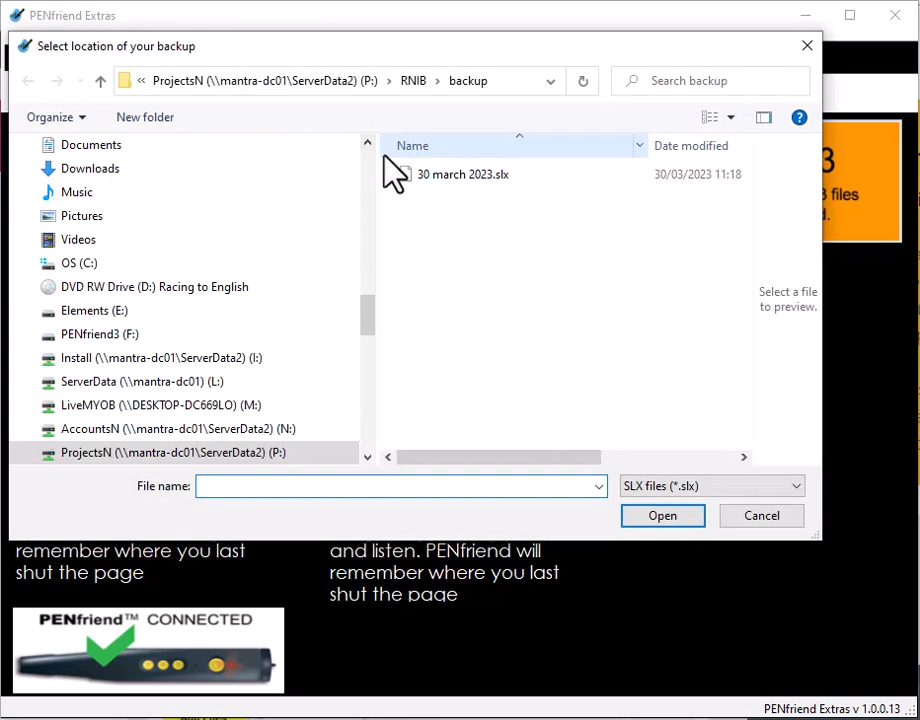 PENfriend Extras
Select location of your backup
« ProjectsN (\\mantra-dc01\ServerData2) (P:) › RNIB › backup
Search backup
Organize
New folder
Documents
Downloads
Music
Pictures
Videos
OS (C:)
DVD RW Drive (D:) Racing to English
Elements (E:)
PENfriend3 (F:)
Install (\\mantra-dc01\ServerData2) (I:)
ServerData (\\mantra-dc01) (L:)
LiveMYOB (\\DESKTOP-DC669LO) (M:)
AccountsN (\\mantra-dc01\ServerData2) (N:)
ProjectsN (\\mantra-dc01\ServerData2) (P:)
Name
Date modified
30 march 2023.slx
30/03/2023 11:18
Select a file
to preview.
3
files
File name:
SLX files (*.slx)
Open
Cancel
remember where you last
shut the page
and listen. PENfriend will
remember where you last
shut the page
PENfriend™ CONNECTED
PENfriend Extras v 1.0.0.13